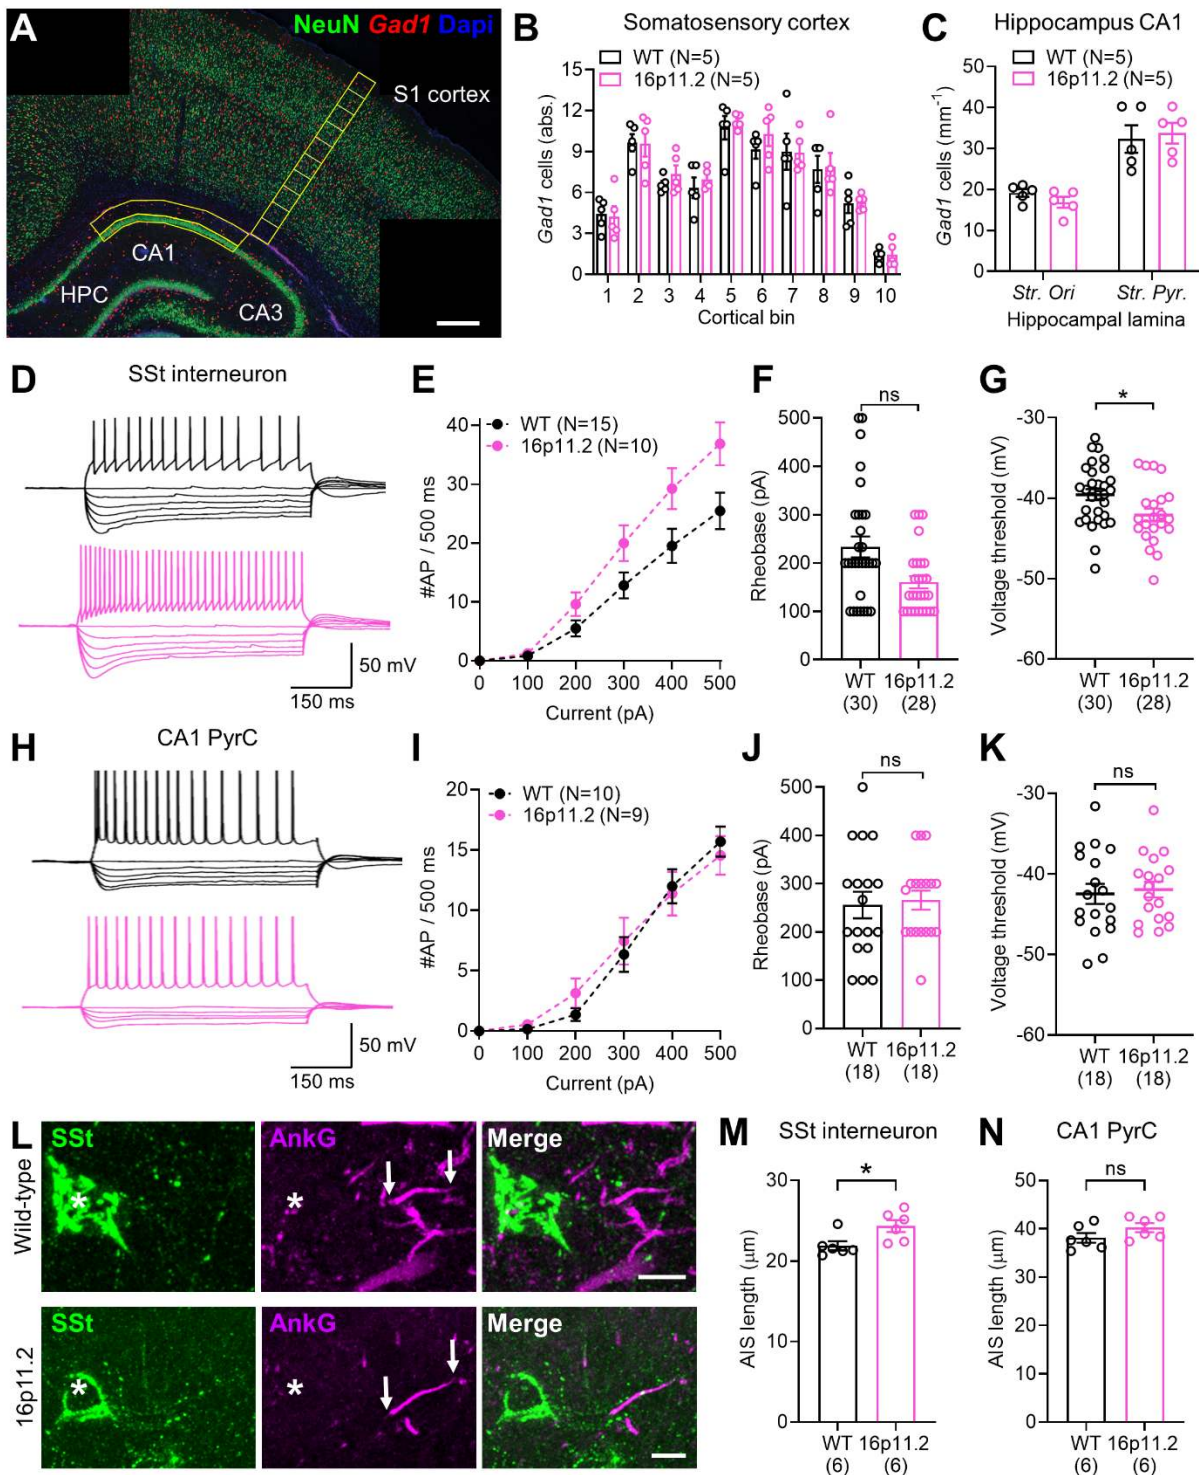 A
NeuN Gad1 Dapi
S1 cortex
CA1
HPC
CA3
B
Somatosensory cortex
WT (N=5)
16p11.2 (N=5)
Gad1 cells (abs.)
15
12
9
6
3
0
1 2 3 4 5 6 7 8 9 10
Cortical bin
C
Hippocampus CA1
WT (N=5)
16p11.2 (N=5)
Gad1 cells (mm⁻¹)
50
40
30
20
10
0
Str. Ori Str. Pyr.
Hippocampal lamina
D
SSt interneuron
50 mV
150 ms
E
WT (N=15)
16p11.2 (N=10)
#AP / 500 ms
40
30
20
10
0
0 100 200 300 400 500
Current (pA)
F
ns
Rheobase (pA)
500
400
300
200
100
0
WT 16p11.2
(30) (28)
G
*
Voltage threshold (mV)
-30
-40
-50
-60
WT 16p11.2
(30) (28)
H
CA1 PyrC
50 mV
150 ms
I
WT (N=10)
16p11.2 (N=9)
#AP / 500 ms
20
15
10
5
0
0 100 200 300 400 500
Current (pA)
J
ns
Rheobase (pA)
500
400
300
200
100
0
WT 16p11.2
(18) (18)
K
ns
Voltage threshold (mV)
-30
-40
-50
-60
WT 16p11.2
(18) (18)
L
Wild-type
SSt
*
AnkG
*
Merge
16p11.2
SSt
*
AnkG
*
Merge
M
SSt interneuron
*
AIS length (μm)
30
20
10
0
WT 16p11.2
(6) (6)
N
CA1 PyrC
ns
AIS length (μm)
50
40
30
20
10
0
WT 16p11.2
(6) (6)